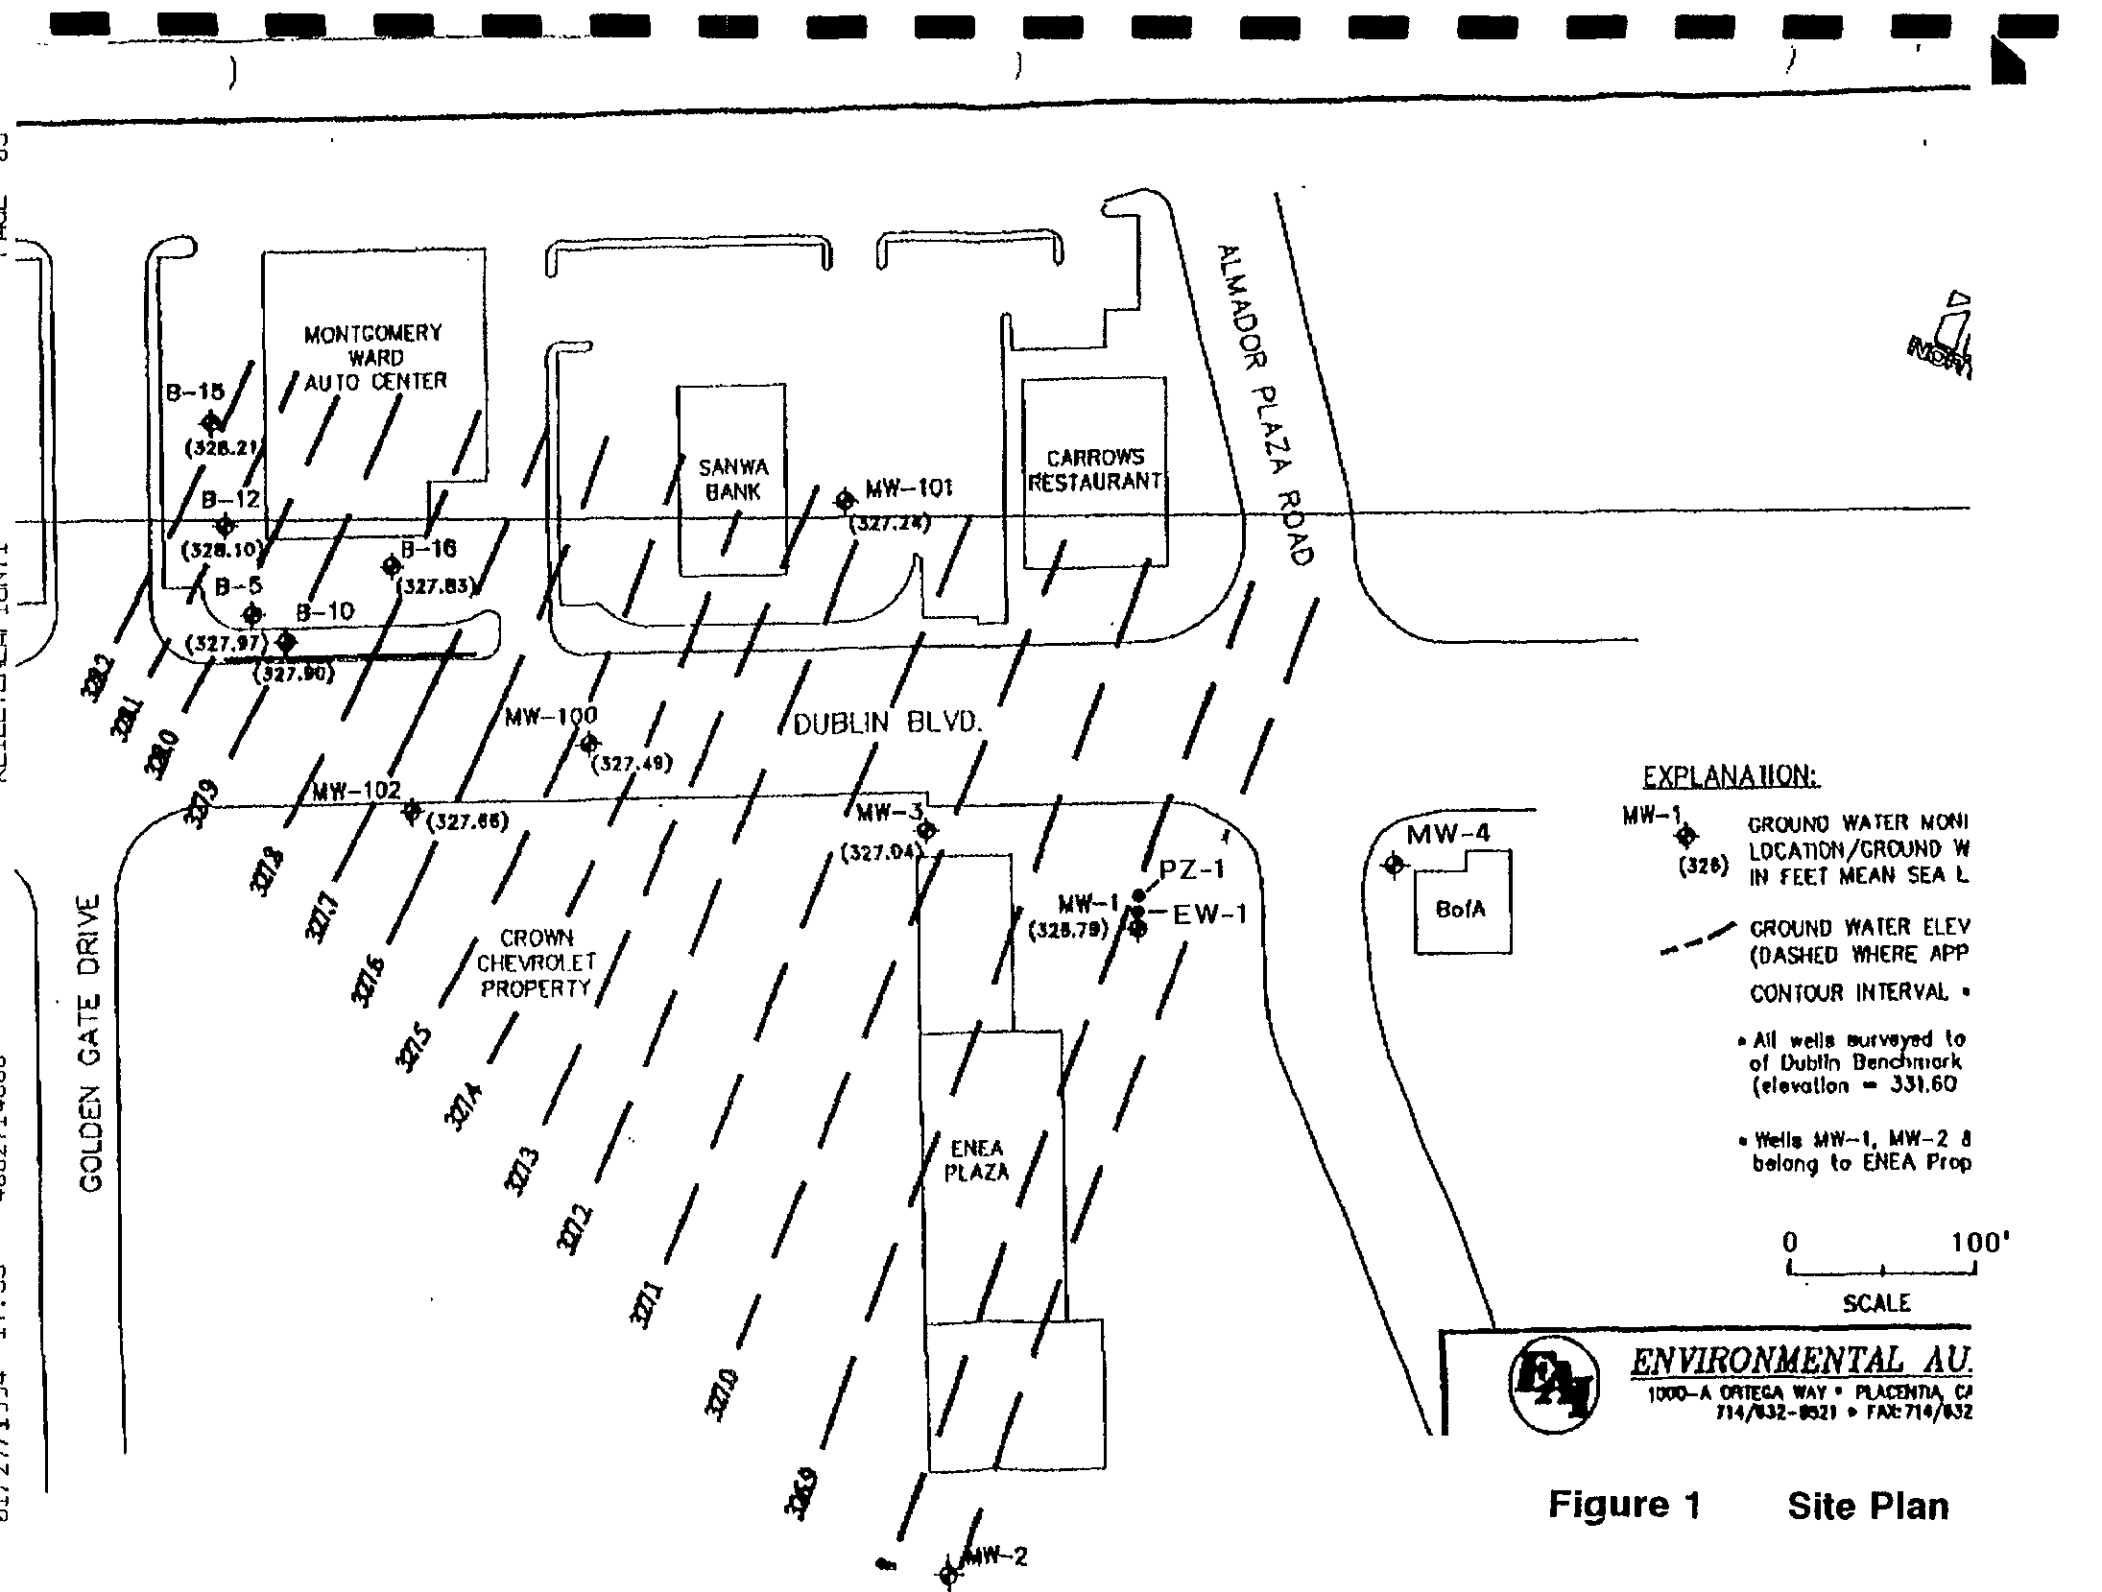 ALMADOR PLAZA ROAD
MONTGOMERY
WARD
AUTO CENTER
B-15
(328.21)
B-12
(328.10)
B-16
(327.83)
B-5
(327.97)
B-10
(327.90)
SANWA
BANK
MW-101
(327.24)
CARROWS
RESTAURANT
MW-100
(327.49)
DUBLIN BLVD.
MW-102
(327.66)
MW-3
(327.04)
PZ-1
MW-1
EW-1
(326.79)
MW-4
BofA
CROWN
CHEVROLET
PROPERTY
GOLDEN GATE DRIVE
ENEA
PLAZA
MW-2
328.2
328.1
328.0
327.9
327.8
327.7
327.6
327.5
327.4
327.3
327.2
327.1
327.0
326.9
EXPLANATION:
MW-1
(326)
GROUND WATER MONI
LOCATION/GROUND W
IN FEET MEAN SEA L
GROUND WATER ELEV
(DASHED WHERE APP
CONTOUR INTERVAL
• All wells surveyed to
of Dublin Benchmark
(elevation = 331.60
• Wells MW-1, MW-2 &
belong to ENEA Prop
0 100'
SCALE
EAI
ENVIRONMENTAL AU
1000-A ORTEGA WAY • PLACENTIA, CA
714/632-8521 • FAX: 714/632
Figure 1 Site Plan